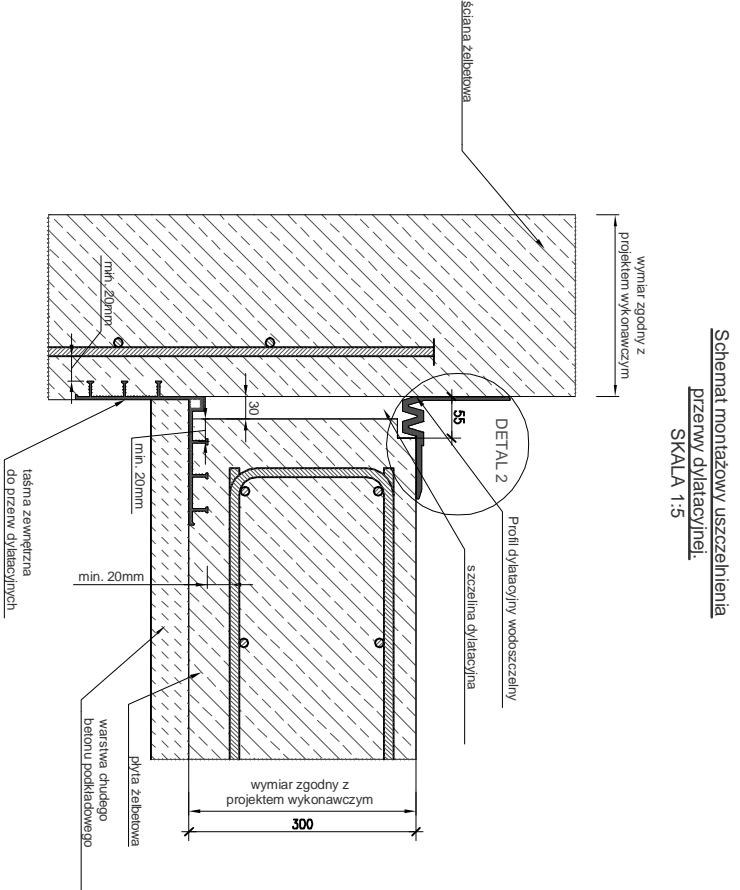 Schemat montażowy uszczelnienia
przerwy dylatacyjnej.
SKALA 1:5
ściana żelbetowa
wymiar zgodny z
projektem wykonawczym
min. 20mm
30
55
DETAL 2
Profil dylatacyjny wodoszczelny
szczelina dylatacyjna
min. 20mm
min. 20mm
taśma zewnętrzna
do przerw dylatacyjnych
wymiar zgodny z
projektem wykonawczym
300
płyta żelbetowa
warstwa chudego
betonu podkładowego